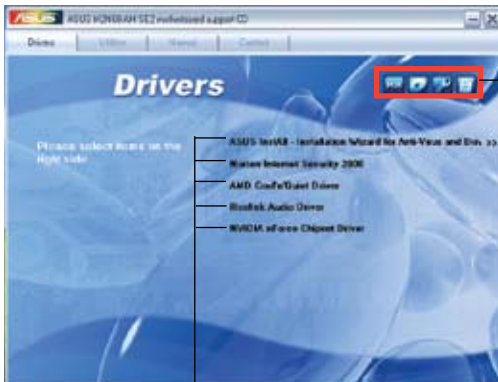 ASUS M2N68-AM SE2 motherboard support CD
Drivers Utilities Manual Contact
Drivers
Please select items on the
right side
ASUS InstAll - Installation Wizard for Anti-Virus and Driv. >>
Norton Internet Security 2008
AMD Cool'n'Quiet Driver
Realtek Audio Driver
NVIDIA nForce Chipset Driver